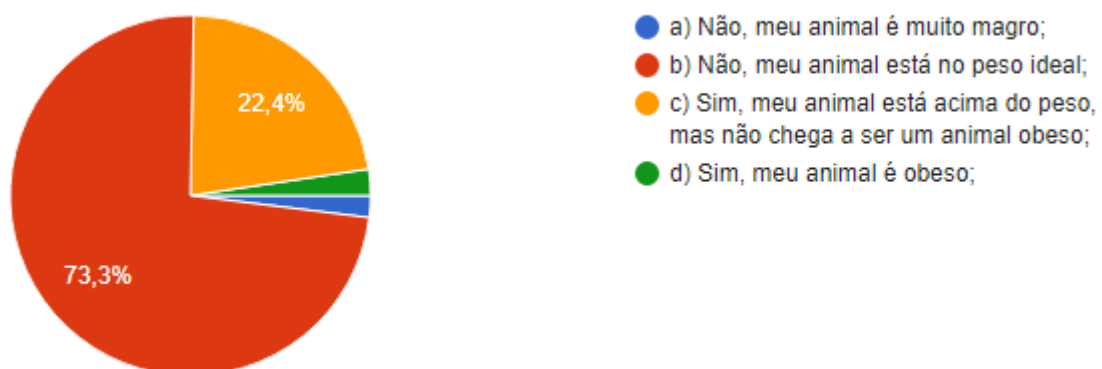 22,4%
73,3%
a) Não, meu animal é muito magro;
b) Não, meu animal está no peso ideal;
c) Sim, meu animal está acima do peso,
mas não chega a ser um animal obeso;
d) Sim, meu animal é obeso;